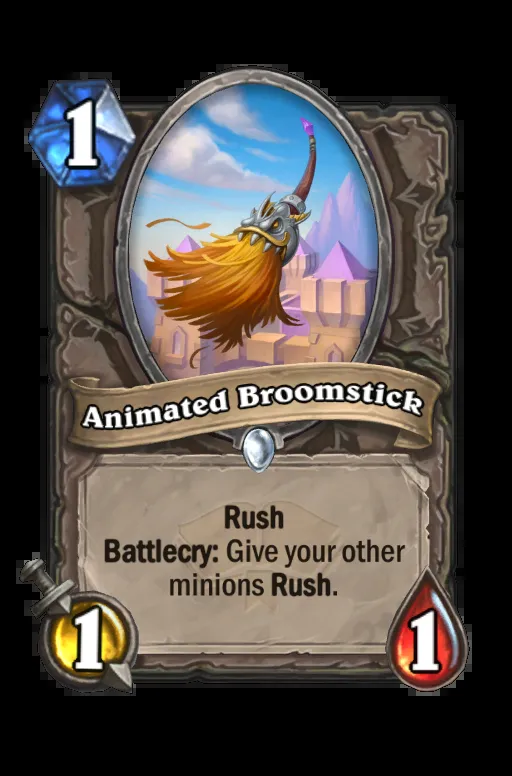 1
Animated Broomstick
Rush
Battlecry: Give your other
minions Rush.
1
1